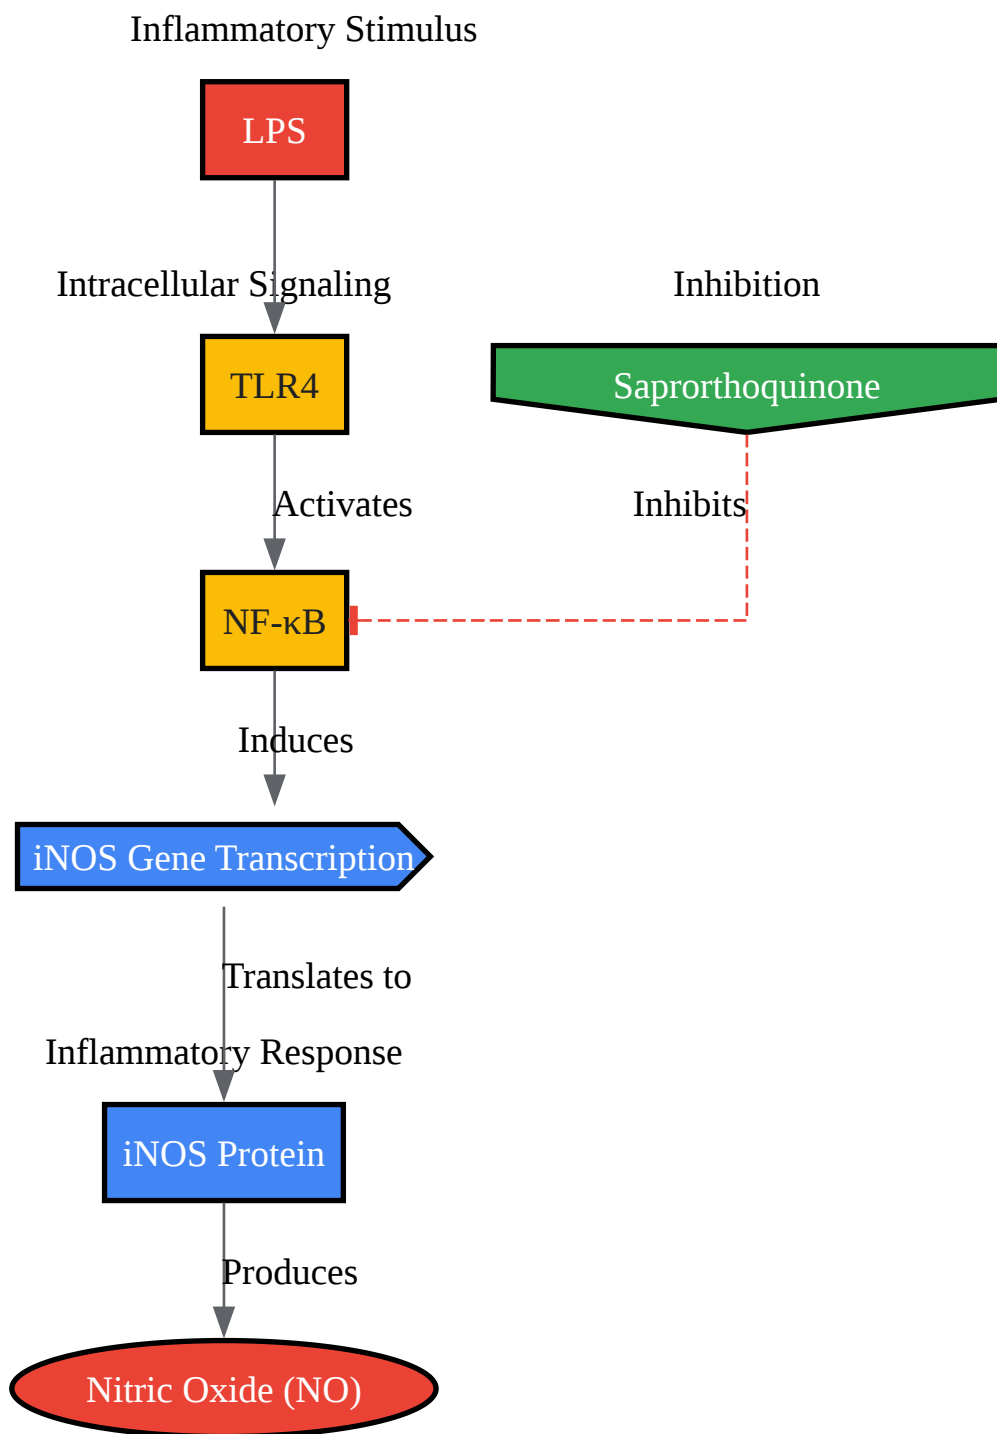 Inflammatory Stimulus
LPS
Intracellular Signaling
Inhibition
TLR4
Saprorthoquinone
Activates
Inhibits
NF-κB
Induces
iNOS Gene Transcription
Translates to
Inflammatory Response
iNOS Protein
Produces
Nitric Oxide (NO)